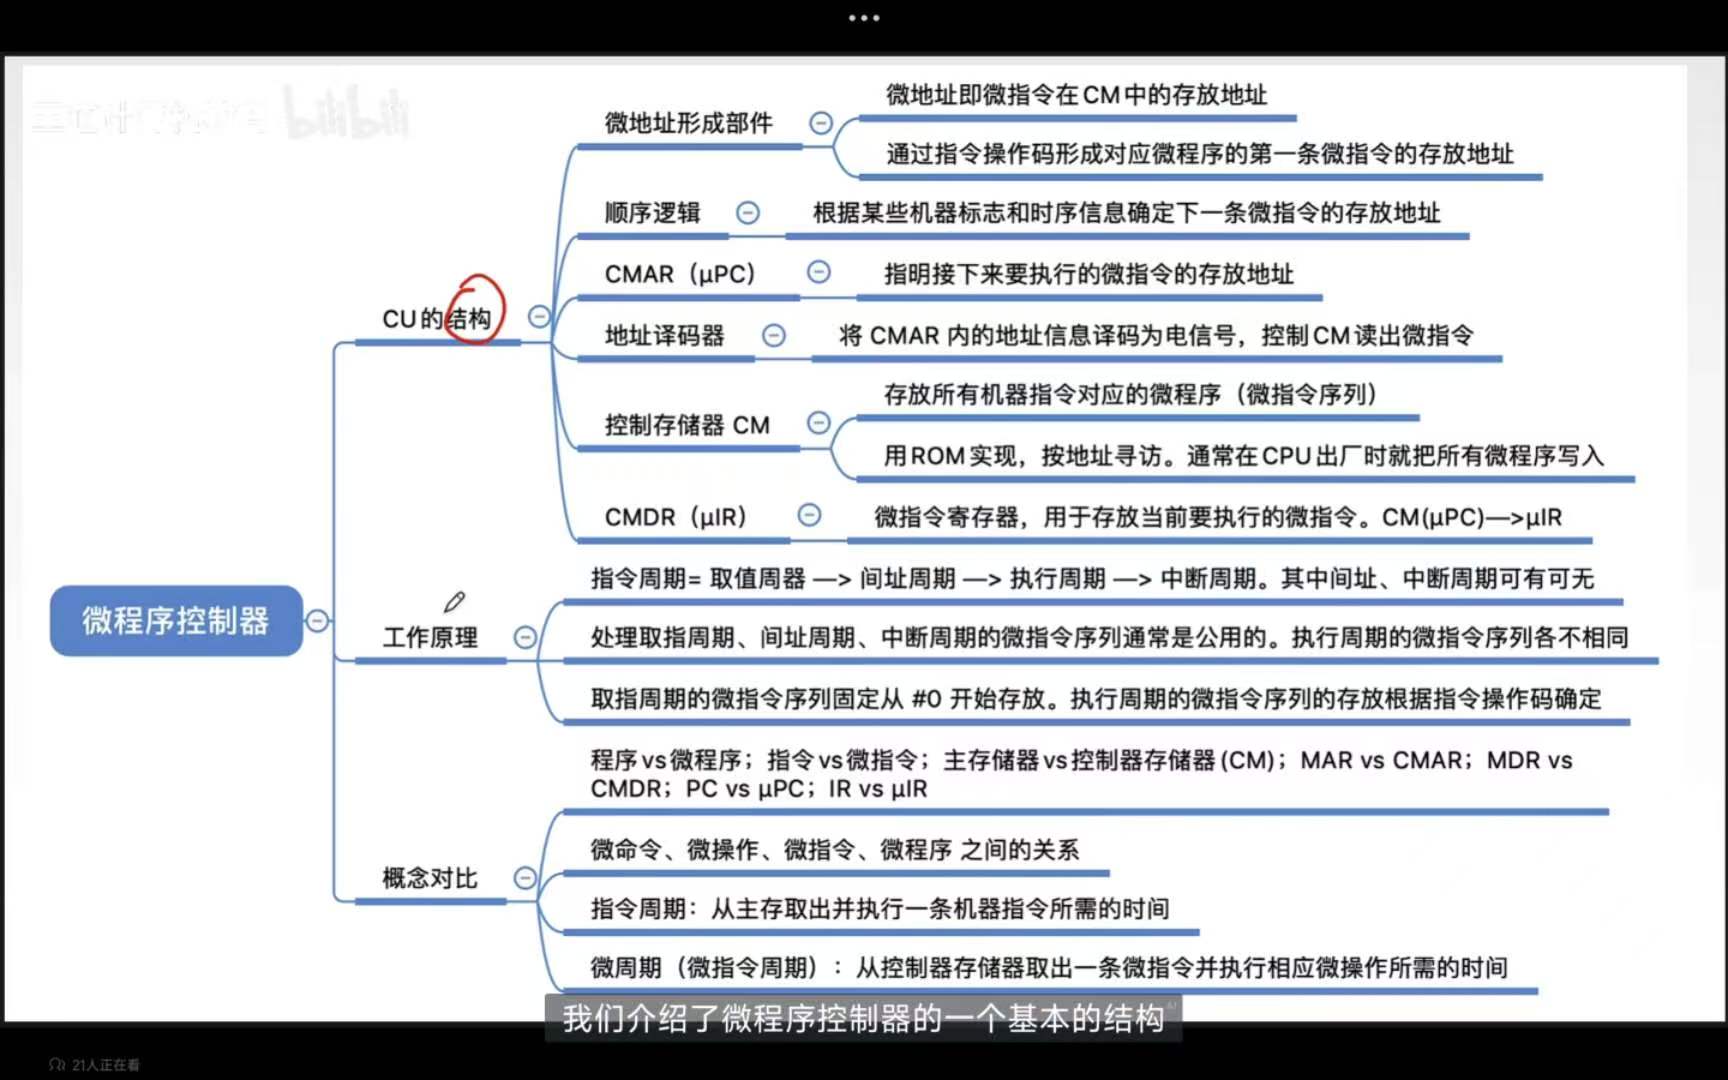 bilibili
微地址形成部件
微地址即微指令在CM中的存放地址
通过指令操作码形成对应微程序的第一条微指令的存放地址
顺序逻辑
根据某些机器标志和时序信息确定下一条微指令的存放地址
CMAR（μPC）
指明接下来要执行的微指令的存放地址
CU的结构
地址译码器
将 CMAR 内的地址信息译码为电信号，控制CM读出微指令
控制存储器 CM
存放所有机器指令对应的微程序（微指令序列）
用ROM实现，按地址寻访。通常在CPU出厂时就把所有微程序写入
CMDR（μIR）
微指令寄存器，用于存放当前要执行的微指令。CM(μPC)—>μIR
微程序控制器
工作原理
指令周期= 取值周器 —> 间址周期 —> 执行周期 —> 中断周期。其中间址、中断周期可有可无
处理取指周期、间址周期、中断周期的微指令序列通常是公用的。执行周期的微指令序列各不相同
取指周期的微指令序列固定从 #0 开始存放。执行周期的微指令序列的存放根据指令操作码确定
概念对比
程序vs微程序；指令vs微指令；主存储器vs控制器存储器(CM)；MAR vs CMAR；MDR vs
CMDR；PC vs μPC；IR vs μIR
微命令、微操作、微指令、微程序 之间的关系
指令周期：从主存取出并执行一条机器指令所需的时间
微周期（微指令周期）：从控制器存储器取出一条微指令并执行相应微操作所需的时间
我们介绍了微程序控制器的一个基本的结构
21人正在看